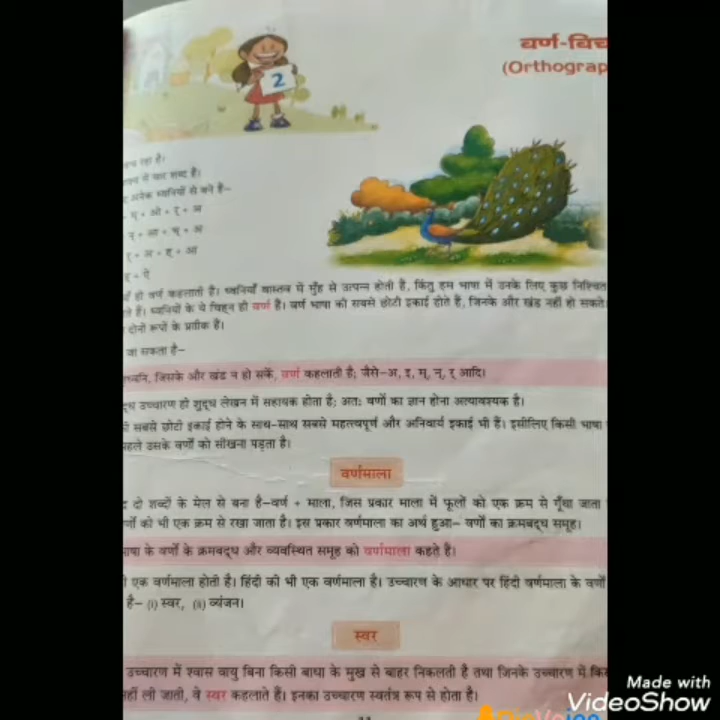 वर्ण-विच
(Orthograp
2
रहा है।
में चार शब्द हैं।
अनेक ध्वनियों से बने हैं–
म् + ओ + र् + अ
न् + आ + च् + अ
र् + अ + ह् + आ
ह् + ऐ
ही वर्ण कहलाती हैं। ध्वनियाँ वास्तव में मुँह से उत्पन्न होती हैं, किंतु हम भाषा में उनके लिए कुछ निश्चित
हैं। ध्वनियों के ये चिह्न ही वर्ण हैं। वर्ण भाषा की सबसे छोटी इकाई होते हैं, जिनके और खंड नहीं हो सकते।
दोनों रूपों के प्रतीक हैं।
जा सकता है–
ध्वनि, जिसके और खंड न हो सकें, वर्ण कहलाती है; जैसे–अ, इ, म्, न्, र् आदि।
उच्चारण ही शुद्ध लेखन में सहायक होता है; अतः वर्णों का ज्ञान होना अत्यावश्यक है।
सबसे छोटी इकाई होने के साथ-साथ सबसे महत्त्वपूर्ण और अनिवार्य इकाई भी हैं। इसीलिए किसी भाषा
पहले उसके वर्णों को सीखना पड़ता है।
वर्णमाला
दो शब्दों के मेल से बना है–वर्ण + माला, जिस प्रकार माला में फूलों को एक क्रम से गूँथा जाता
को भी एक क्रम से रखा जाता है। इस प्रकार वर्णमाला का अर्थ हुआ– वर्णों का क्रमबद्ध समूह।
भाषा के वर्णों के क्रमबद्ध और व्यवस्थित समूह को वर्णमाला कहते हैं।
एक वर्णमाला होती है। हिंदी की भी एक वर्णमाला है। उच्चारण के आधार पर हिंदी वर्णमाला के वर्णों
है– (i) स्वर, (ii) व्यंजन।
स्वर
उच्चारण में श्वास वायु बिना किसी बाधा के मुख से बाहर निकलती है तथा जिनके उच्चारण में
नहीं ली जाती, वे स्वर कहलाते हैं। इनका उच्चारण स्वतंत्र रूप से होता है।
Made with
VideoShow